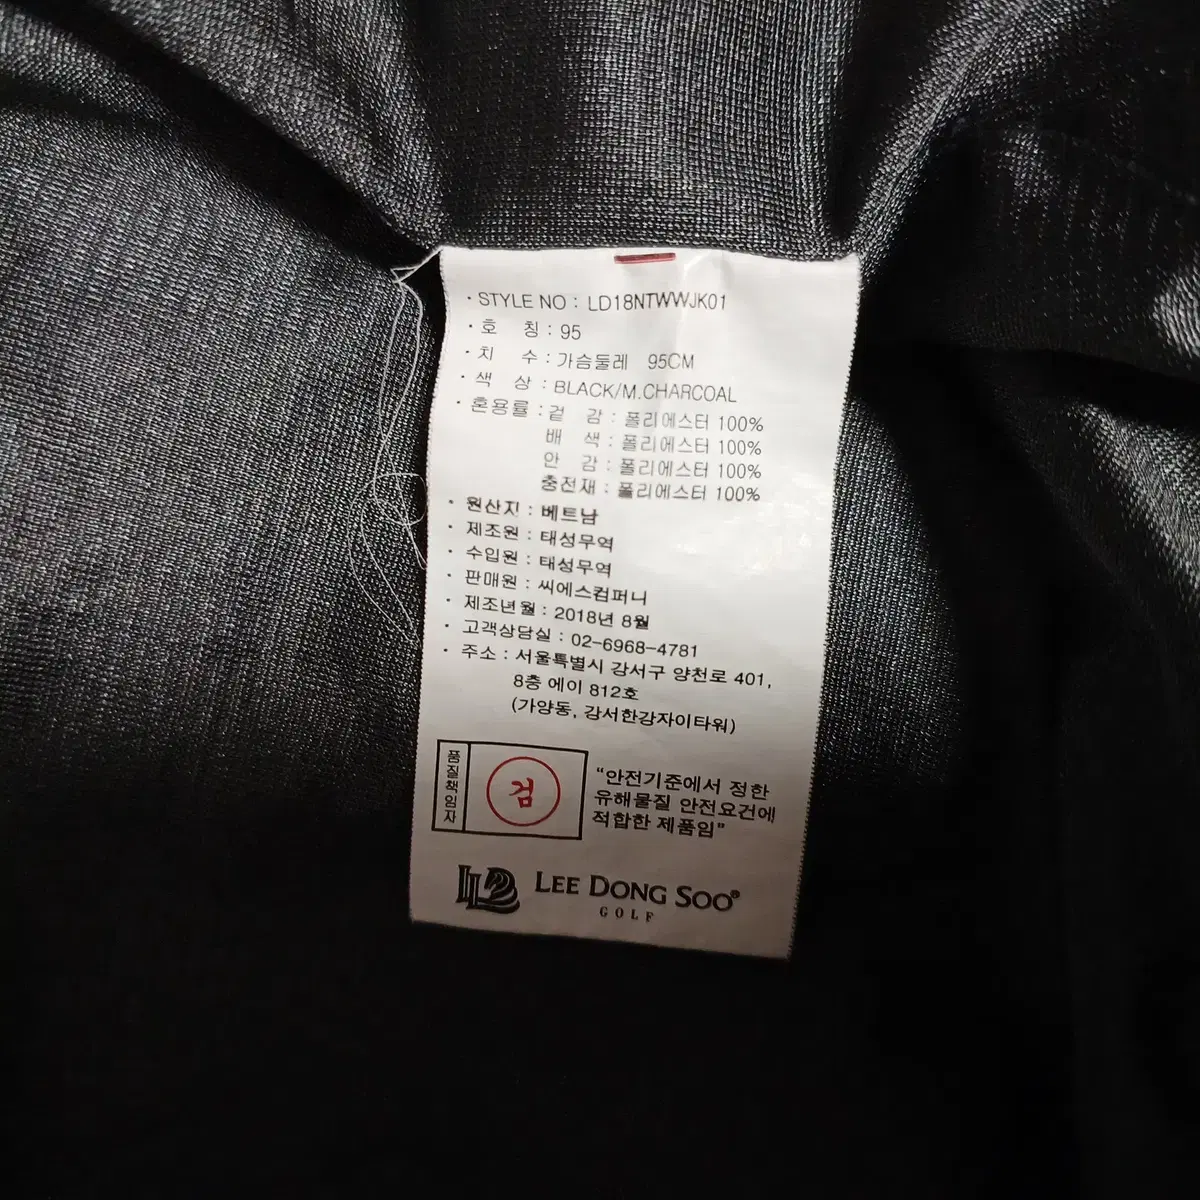 · STYLE NO : LD18NTWWJK01
· 호 칭 : 95
· 치 수 : 가슴둘레 95CM
· 색 상 : BLACK/M.CHARCOAL
· 혼용률 : 겉 감 : 폴리에스터 100%
배 색 : 폴리에스터 100%
안 감 : 폴리에스터 100%
충전재 : 폴리에스터 100%
· 원산지 : 베트남
· 제조원 : 태성무역
· 수입원 : 태성무역
· 판매원 : 씨에스컴퍼니
· 제조년월 : 2018년 8월
· 고객상담실 : 02-6968-4781
· 주소 : 서울특별시 강서구 양천로 401,
8층 에이 812호
(가양동, 강서한강자이타워)
품질책임자
검
"안전기준에서 정한
유해물질 안전요건에
적합한 제품임"
LEE DONG SOO®
GOLF